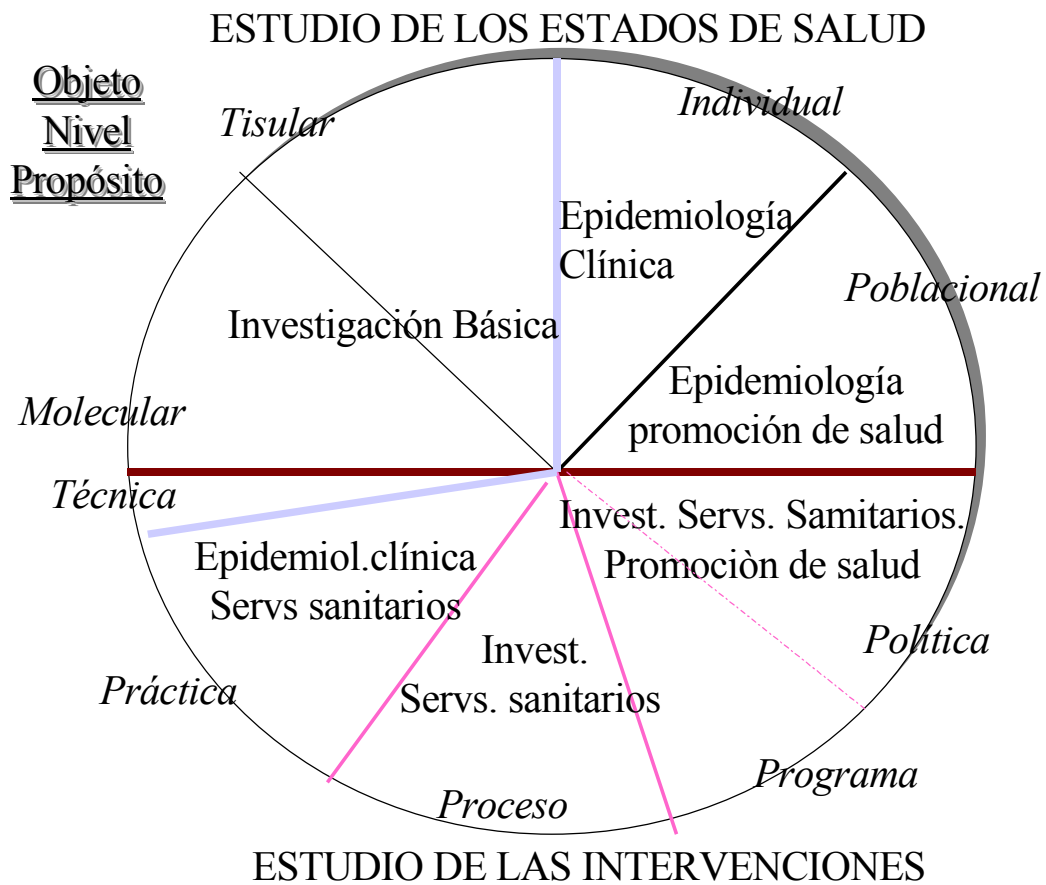 ESTUDIO DE LOS ESTADOS DE SALUD
Objeto
Nivel
Propósito
Tisular
Individual
Epidemiología
Clínica
Poblacional
Investigación Básica
Epidemiología
promoción de salud
Molecular
Técnica
Invest. Servs. Samitarios.
Promociòn de salud
Epidemiol.clínica
Servs sanitarios
Política
Invest.
Servs. sanitarios
Práctica
Programa
Proceso
ESTUDIO DE LAS INTERVENCIONES